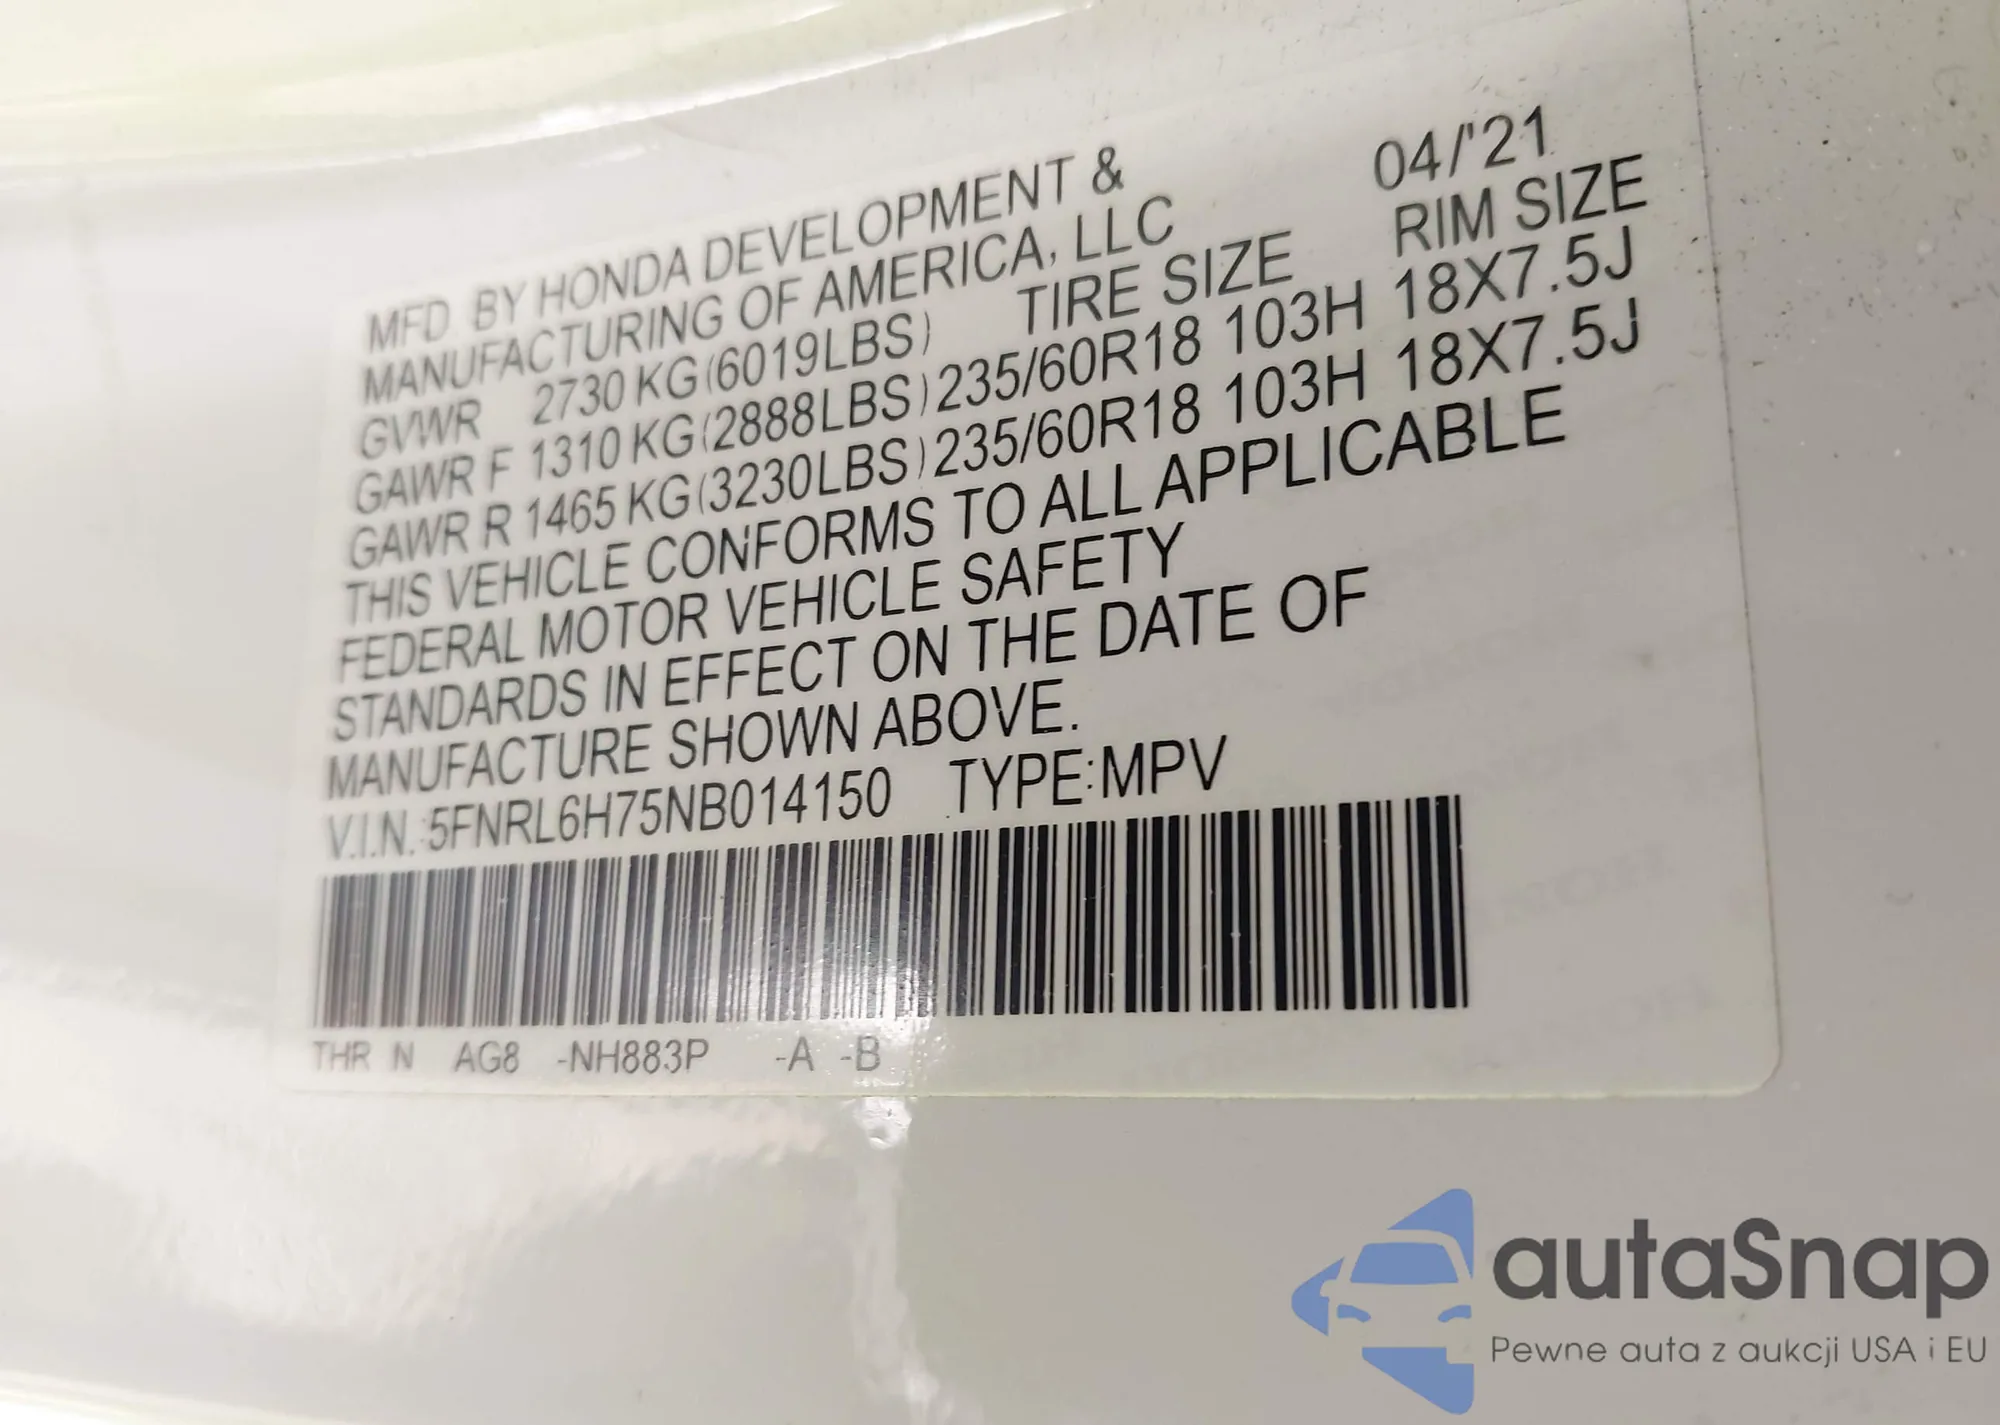 04/'21
MFD. BY HONDA DEVELOPMENT &
MANUFACTURING OF AMERICA, LLC
GVWR 2730 KG(6019LBS) TIRE SIZE RIM SIZE
GAWR F 1310 KG(2888LBS) 235/60R18 103H 18X7.5J
GAWR R 1465 KG(3230LBS) 235/60R18 103H 18X7.5J
THIS VEHICLE CONFORMS TO ALL APPLICABLE
FEDERAL MOTOR VEHICLE SAFETY
STANDARDS IN EFFECT ON THE DATE OF
MANUFACTURE SHOWN ABOVE.
V.I.N.:5FNRL6H75NB014150 TYPE:MPV
THR N AG8 -NH883P -A -B
autaSnap
Pewne auta z aukcji USA i EU